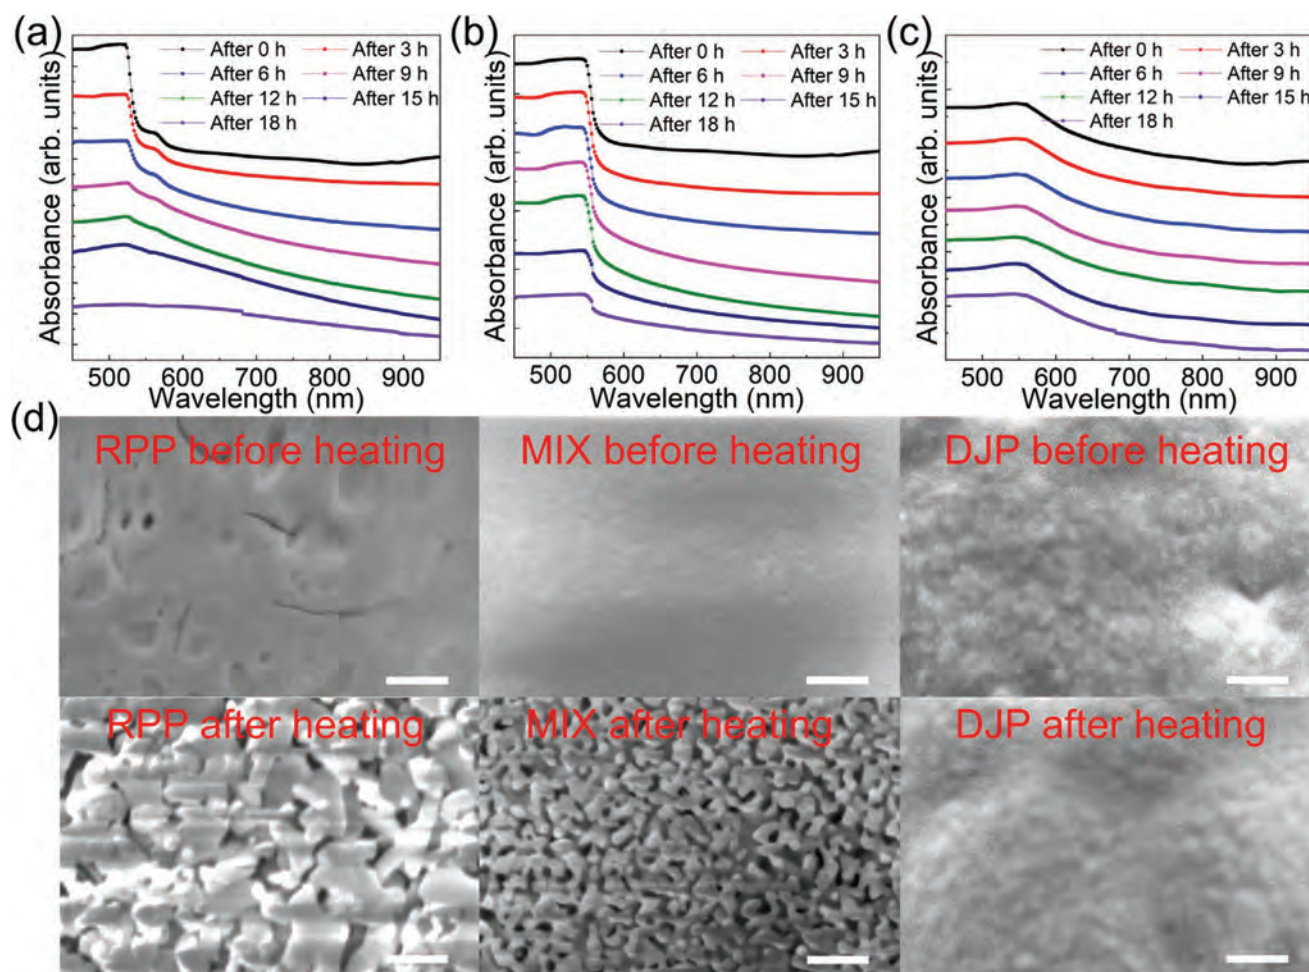 (a)
After 0 h After 3 h
After 6 h After 9 h
After 12 h After 15 h
After 18 h
Absorbance (arb. units)
500 600 700 800 900
Wavelength (nm)
(b)
After 0 h After 3 h
After 6 h After 9 h
After 12 h After 15 h
After 18 h
Absorbance (arb. units)
500 600 700 800 900
Wavelength (nm)
(c)
After 0 h After 3 h
After 6 h After 9 h
After 12 h After 15 h
After 18 h
Absorbance (arb. units)
500 600 700 800 900
Wavelength (nm)
(d)
RPP before heating MIX before heating DJP before heating
RPP after heating MIX after heating DJP after heating